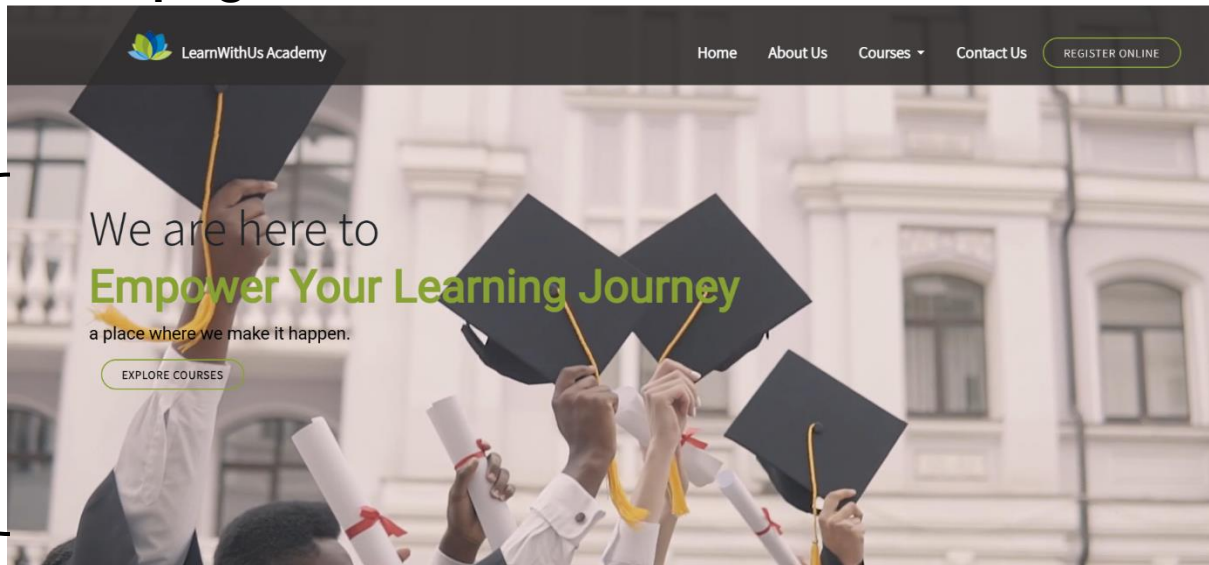 LearnWithUs Academy
Home About Us Courses Contact Us REGISTER ONLINE
We are here to
Empower Your Learning Journey
a place where we make it happen.
EXPLORE COURSES